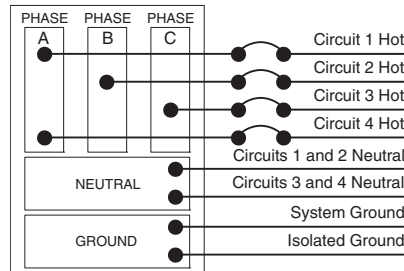 PHASE PHASE PHASE
A B C
Circuit 1 Hot
Circuit 2 Hot
Circuit 3 Hot
Circuit 4 Hot
Circuits 1 and 2 Neutral
NEUTRAL
Circuits 3 and 4 Neutral
System Ground
GROUND
Isolated Ground